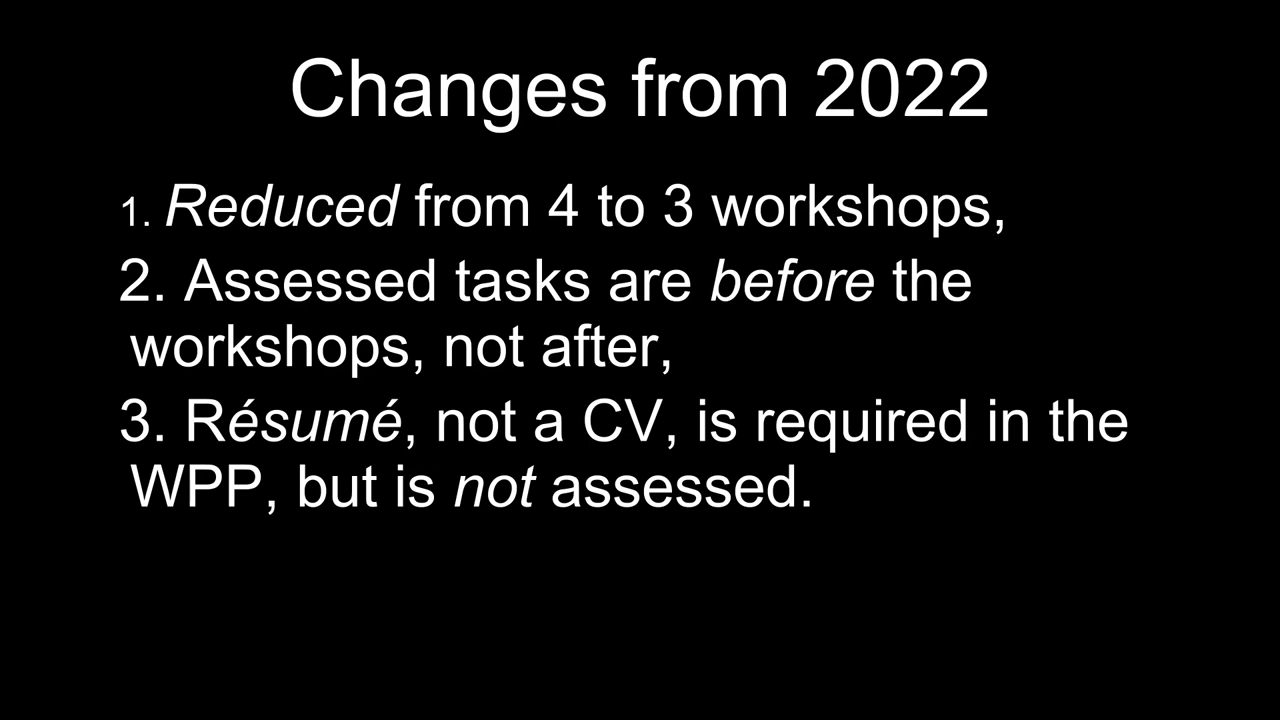 Changes from 2022
1. Reduced from 4 to 3 workshops,
2. Assessed tasks are before the
workshops, not after,
3. Résumé, not a CV, is required in the
WPP, but is not assessed.